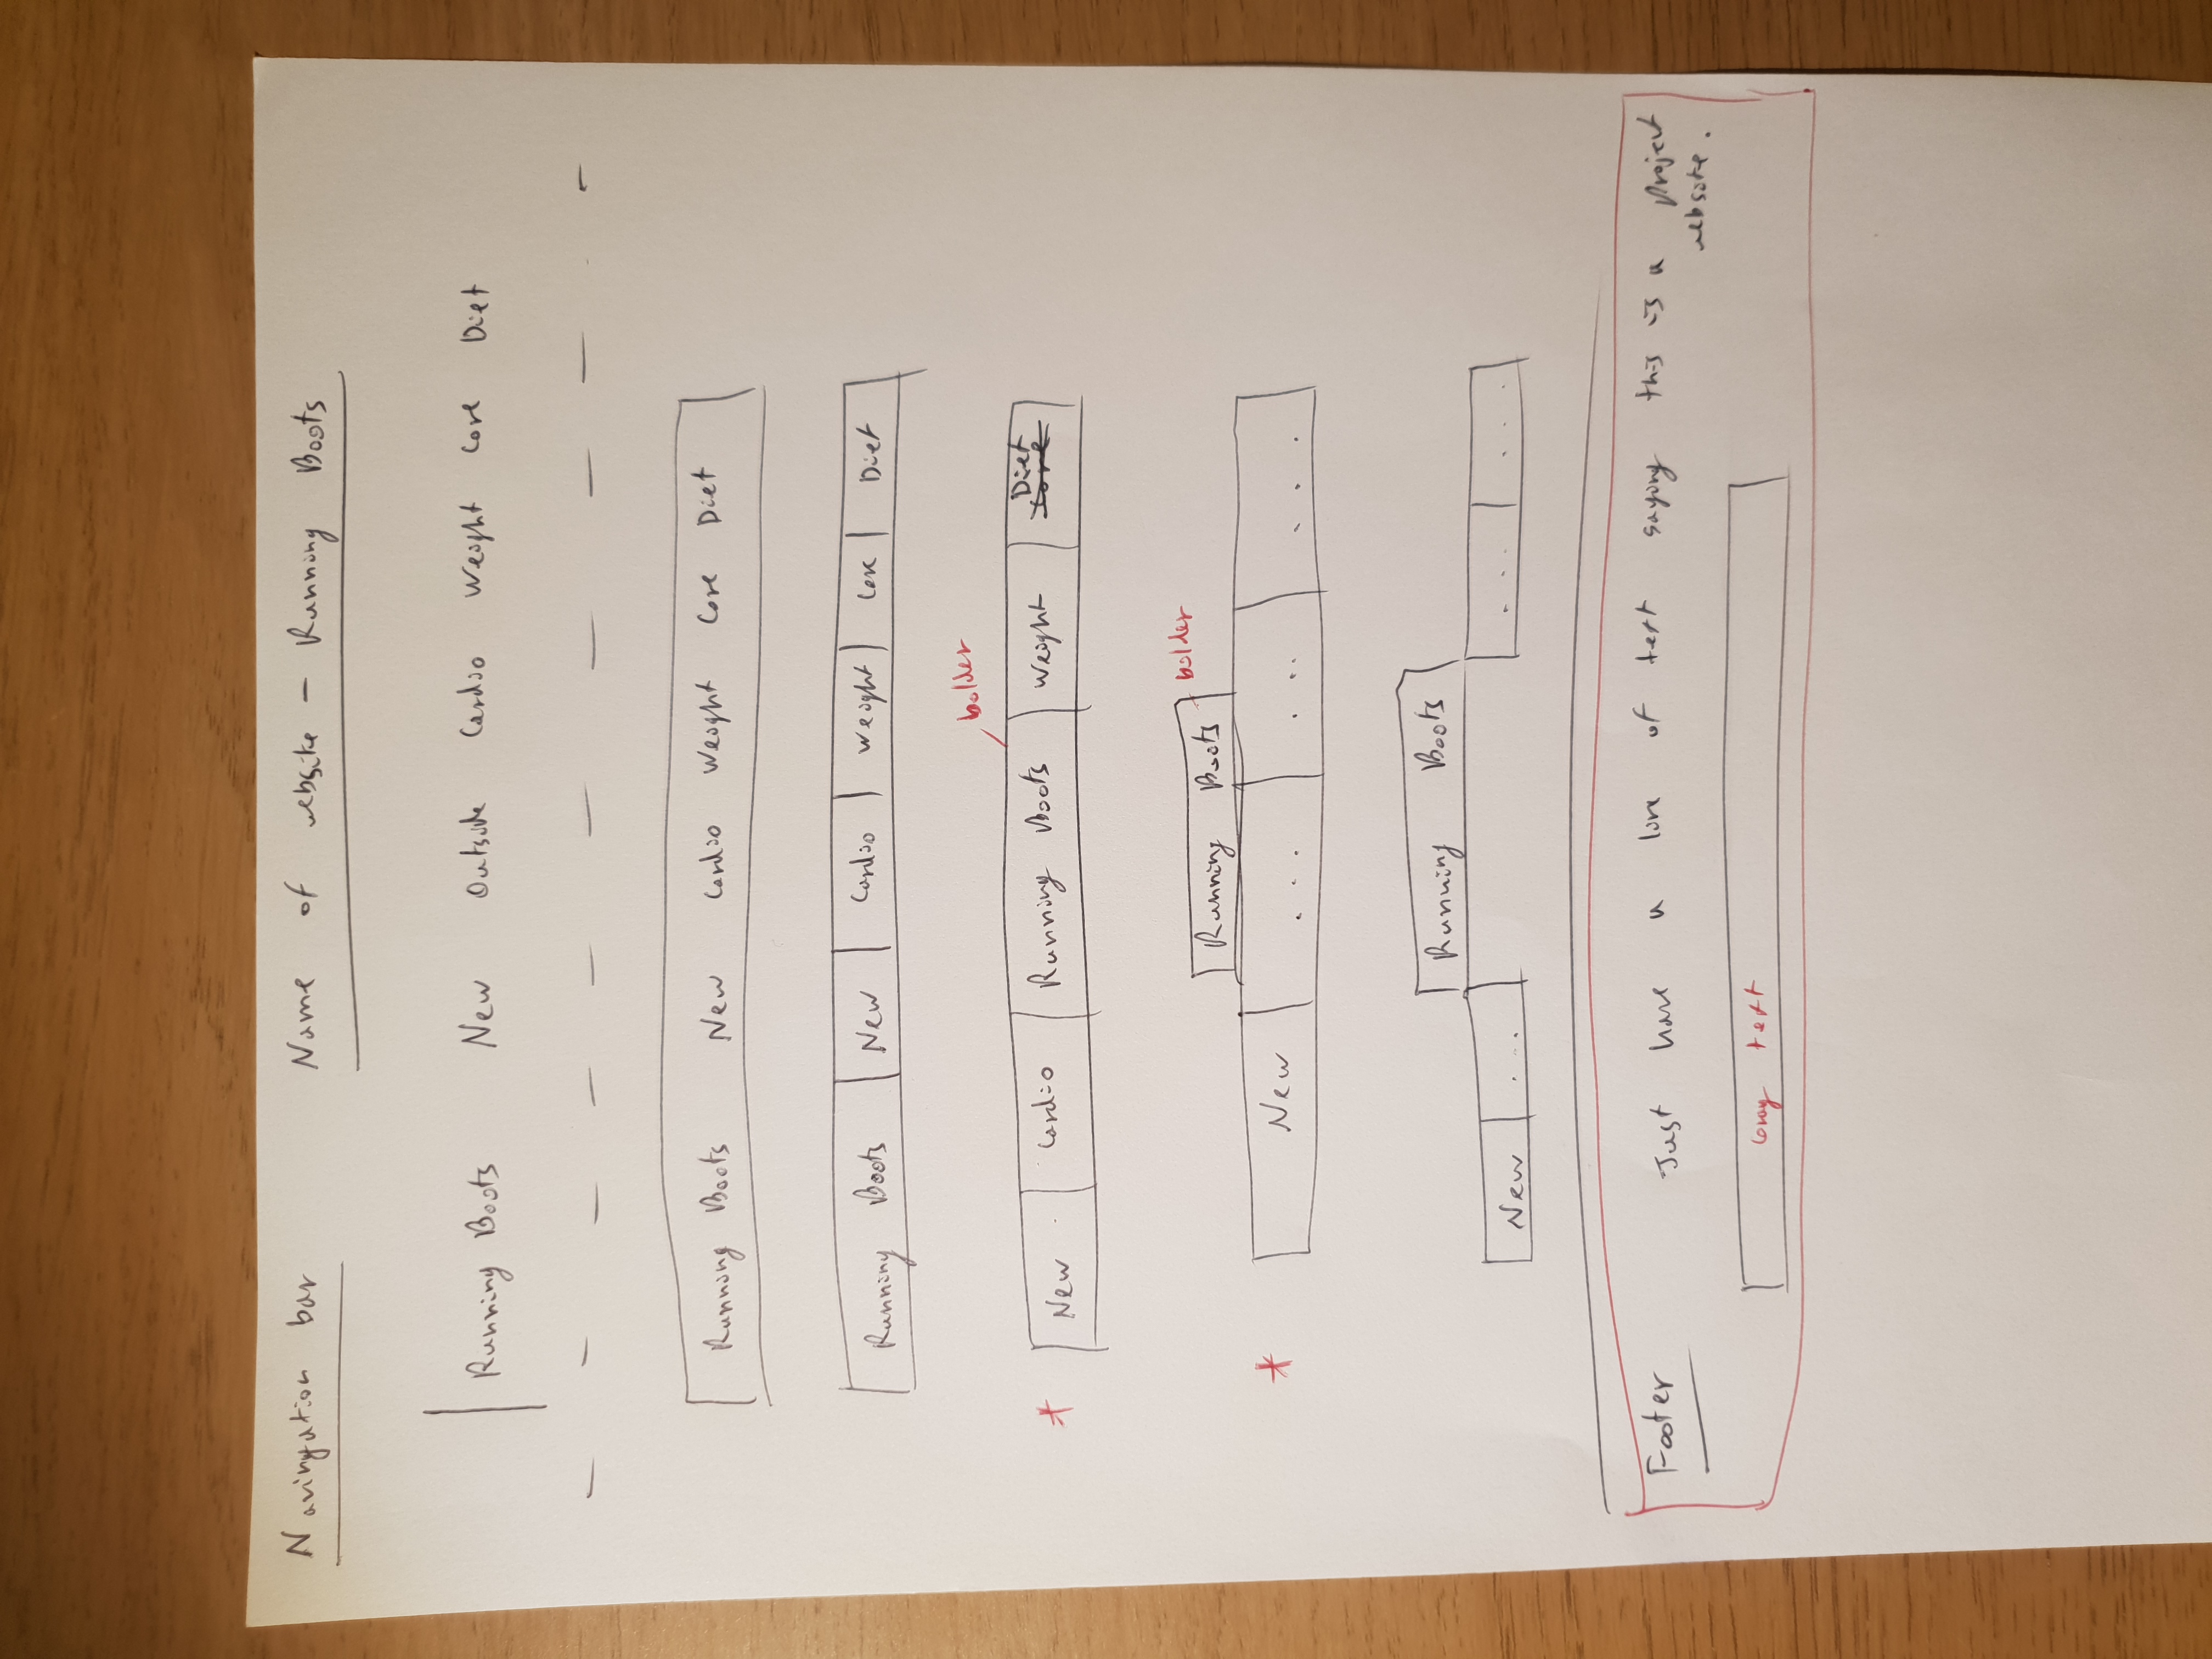 Navingation bar Name of website - Running Boots
Running Boots New Outside Cardio Weight Core Diet
Running Boots New Cardio Weight Core Diet
Running Boots New Cardio Weight Core Diet
bolder
* New Cardio Running Boots Weight Diet
Core
Running Boots bolder
* New ... ... ...
Running Boots
New ... ... ...
Footer Just have a line of text saying this is a project
website.
Gray text